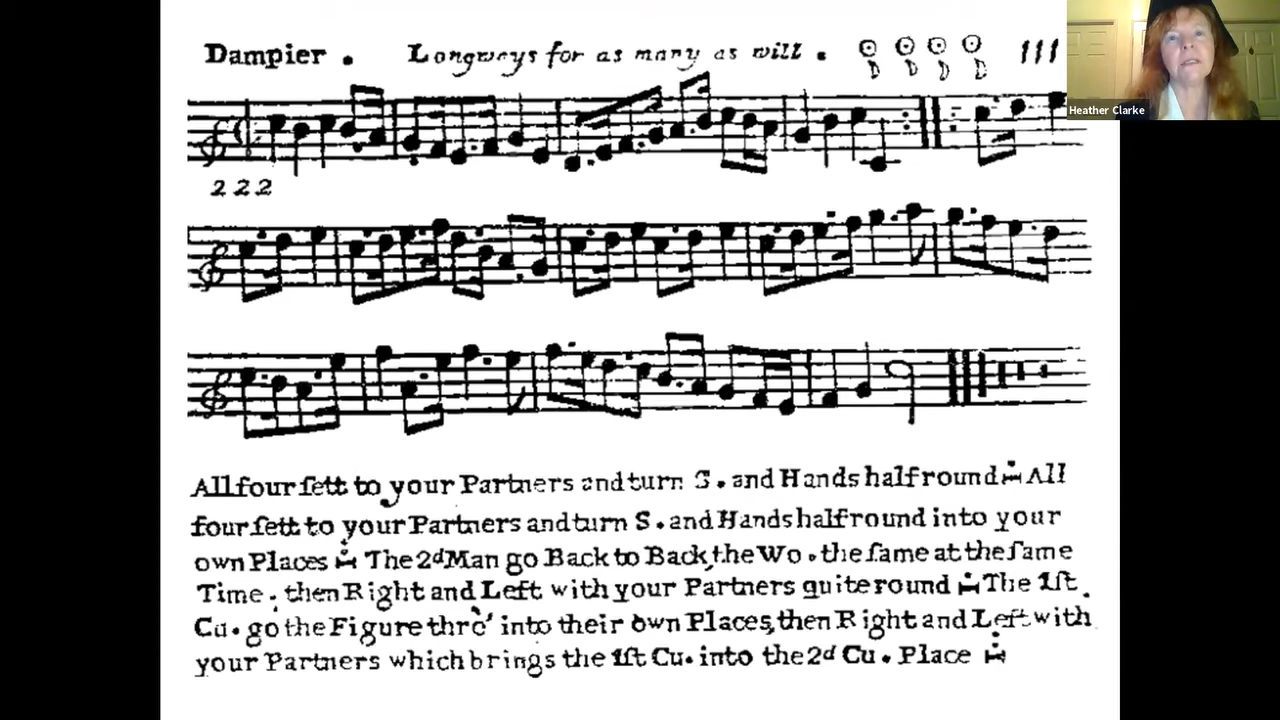 Dampier . Longways for as many as will . 111
Heather Clarke
222
All four ſett to your Partners and turn S. and Hands half round All
four ſett to your Partners and turn S. and Hands half round into your
own Places The 2d Man go Back to Back, the Wo. the ſame at the ſame
Time. then Right and Left with your Partners quite round The 1ſt.
Cu. go the Figure thro' into their own Places, then Right and Left with
your Partners which brings the 1ſt Cu. into the 2d Cu. Place